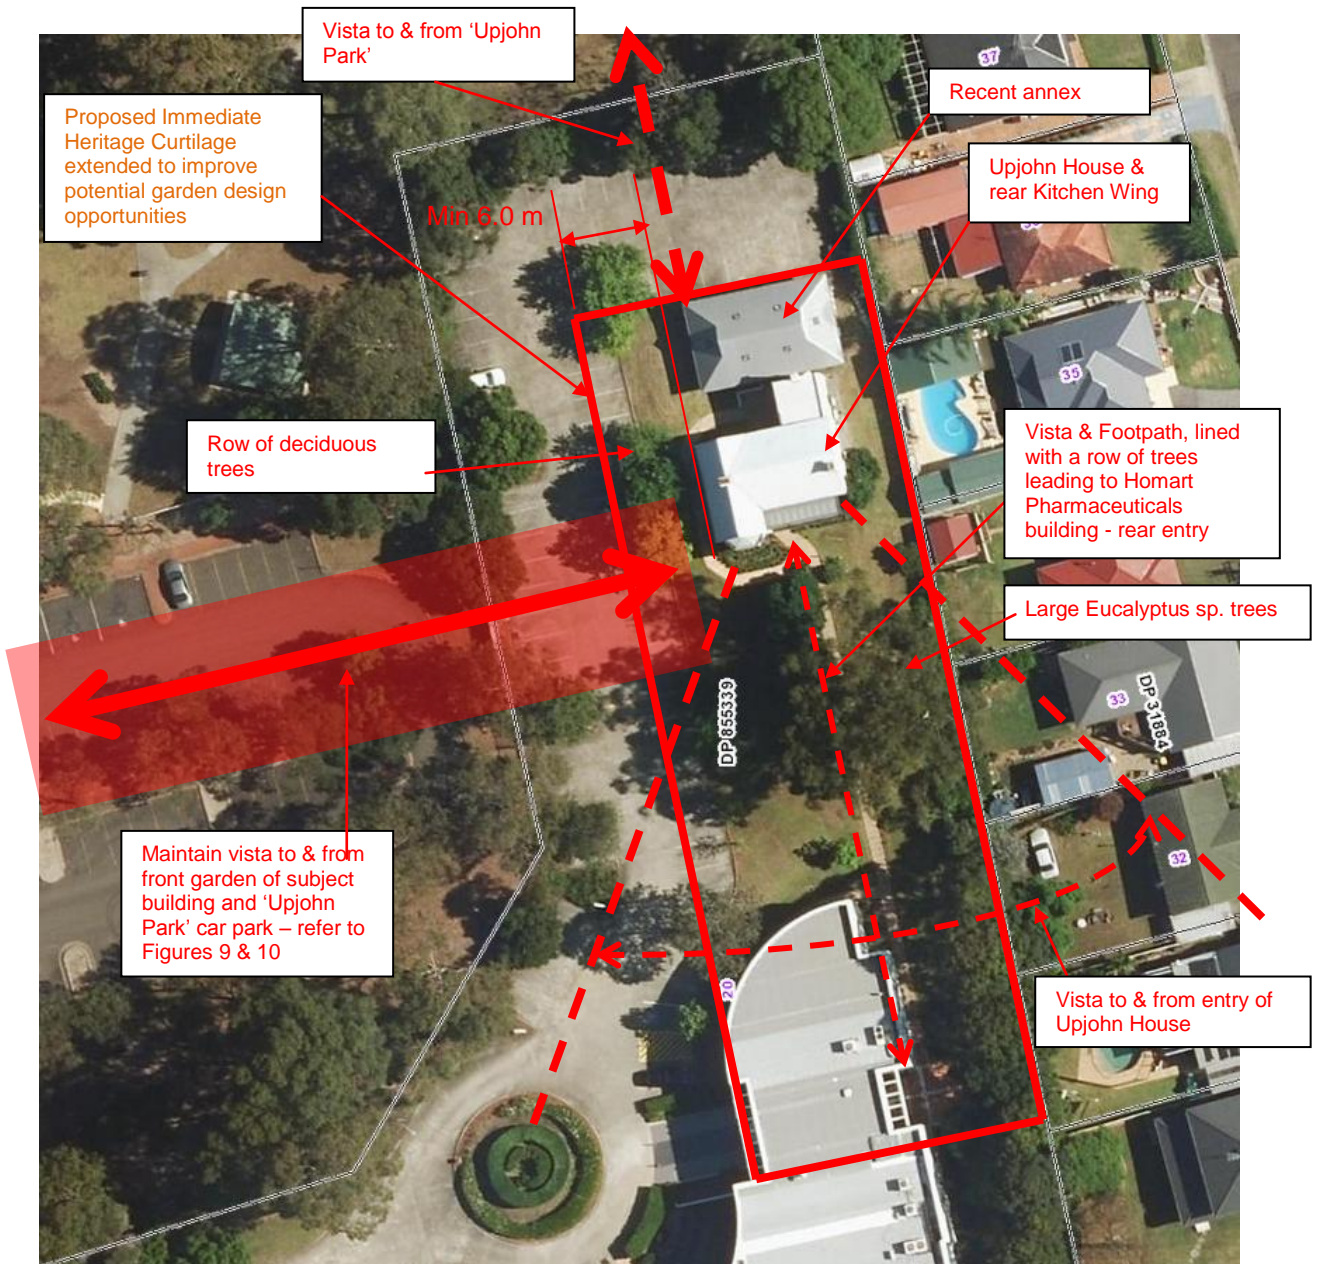 Vista to & from ‘Upjohn
Park’
Recent annex
Proposed Immediate
Heritage Curtilage
extended to improve
potential garden design
opportunities
Upjohn House &
rear Kitchen Wing
Min 6.0 m
37
35
Row of deciduous
trees
Vista & Footpath, lined
with a row of trees
leading to Homart
Pharmaceuticals
building - rear entry
Large Eucalyptus sp. trees
33
DP 31884
DP 855339
32
Maintain vista to & from
front garden of subject
building and ‘Upjohn
Park’ car park – refer to
Figures 9 & 10
20
Vista to & from entry of
Upjohn House